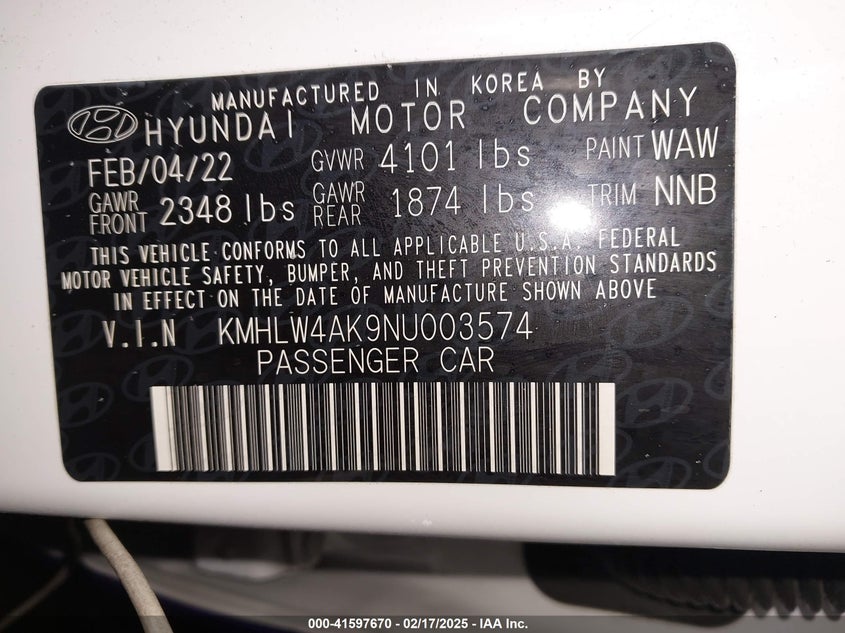 MANUFACTURED IN KOREA BY
HYUNDAI MOTOR COMPANY
FEB/04/22 GVWR 4101 lbs PAINT WAW
GAWR FRONT 2348 lbs GAWR REAR 1874 lbs TRIM NNB
THIS VEHICLE CONFORMS TO ALL APPLICABLE U.S.A. FEDERAL
MOTOR VEHICLE SAFETY, BUMPER, AND THEFT PREVENTION STANDARDS
IN EFFECT ON THE DATE OF MANUFACTURE SHOWN ABOVE
V.I.N KMHLW4AK9NU003574
PASSENGER CAR
000-41597670 - 02/17/2025 - IAA Inc.